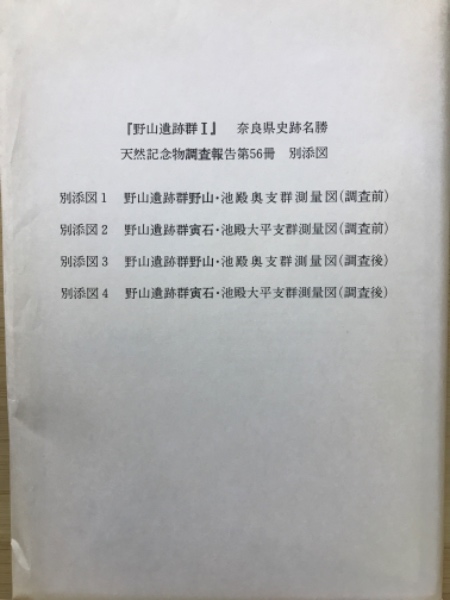 『野山遺跡群Ⅰ』　奈良県史跡名勝
天然記念物調査報告第56冊　別添図
別添図1　野山遺跡群野山・池殿奥支群測量図(調査前)
別添図2　野山遺跡群寅石・池殿大平支群測量図(調査前)
別添図3　野山遺跡群野山・池殿奥支群測量図(調査後)
別添図4　野山遺跡群寅石・池殿大平支群測量図(調査後)